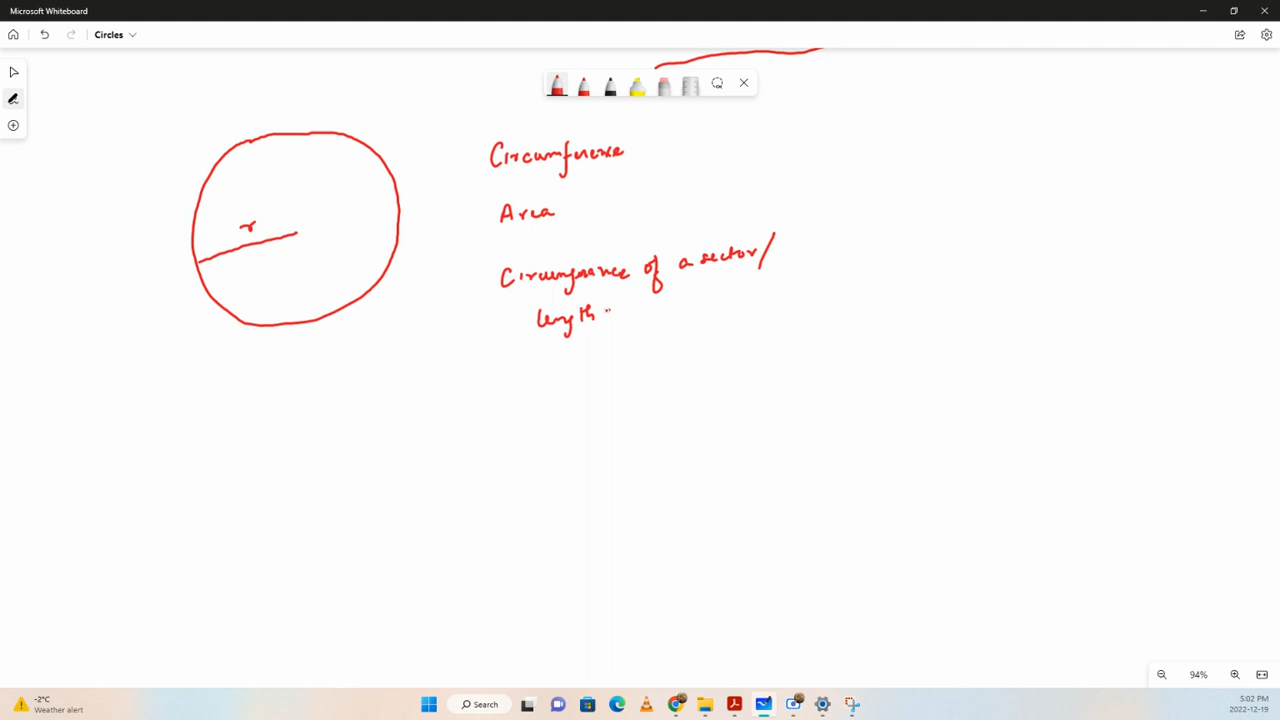 Microsoft Whiteboard
Circles
Circumference
r
Area
Circumferance of a sector/
length
94%
-2°C
Weather alert
Search
5:02 PM
2022-12-19